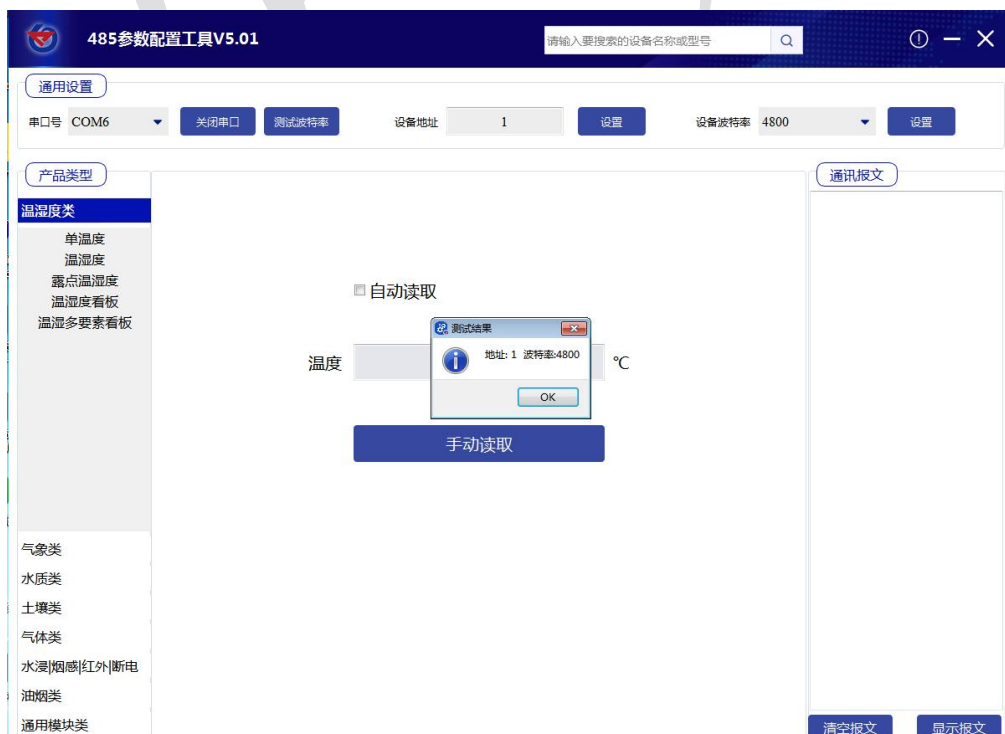 485参数配置工具V5.01
请输入要搜索的设备名称或型号
通用设置
串口号 COM6 关闭串口 测试波特率 设备地址 1 设置 设备波特率 4800 设置
产品类型
通讯报文
温湿度类
单温度
温湿度
露点温湿度
温湿度看板
温湿多要素看板
自动读取
测试结果
地址: 1 波特率:4800
温度
℃
OK
手动读取
气象类
水质类
土壤类
气体类
水浸|烟感|红外|断电
油烟类
通用模块类
清空报文 显示报文